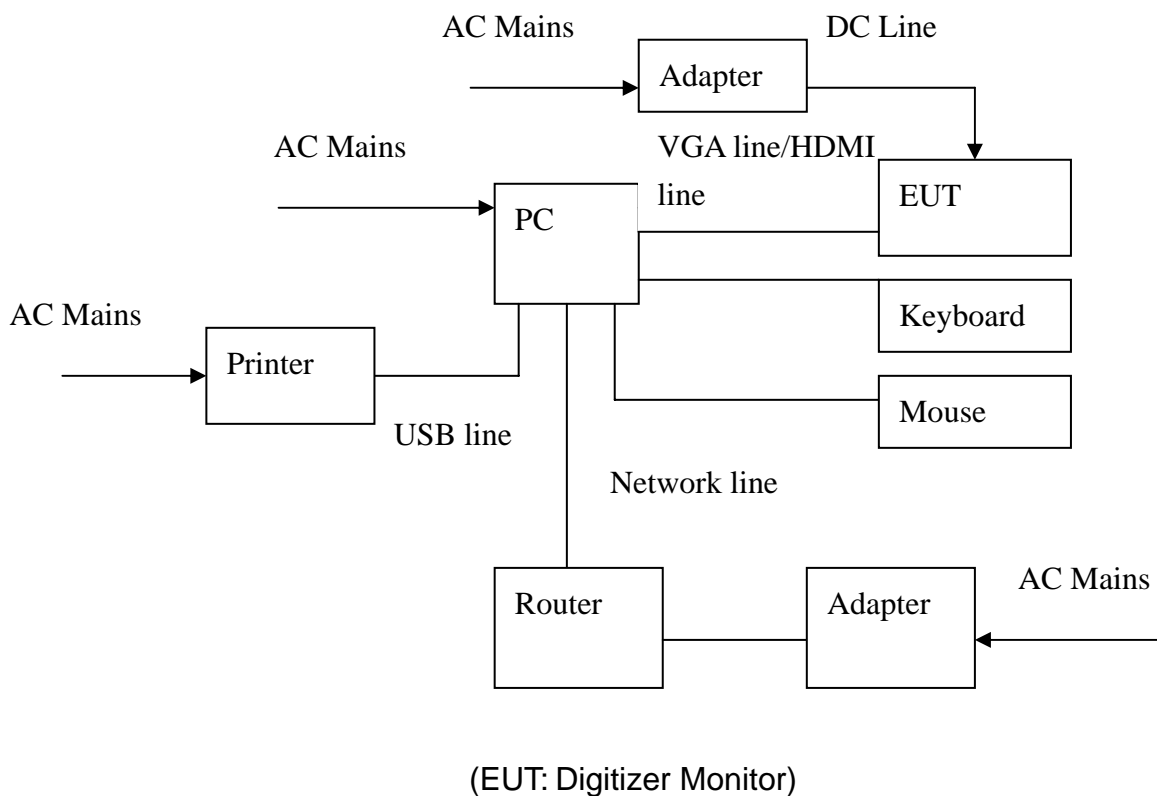 AC Mains
DC Line
Adapter
AC Mains
VGA line/HDMI
line
PC
EUT
AC Mains
Keyboard
Printer
Mouse
USB line
Network line
Router
Adapter
AC Mains
(EUT: Digitizer Monitor)